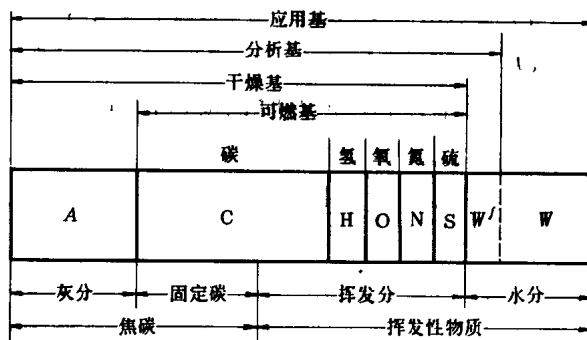 应用基
分析基
干燥基
可燃基
碳 氢 氧 氮 硫
A C H O N S W^f W
灰分 固定碳 挥发分 水分
焦碳 挥发性物质